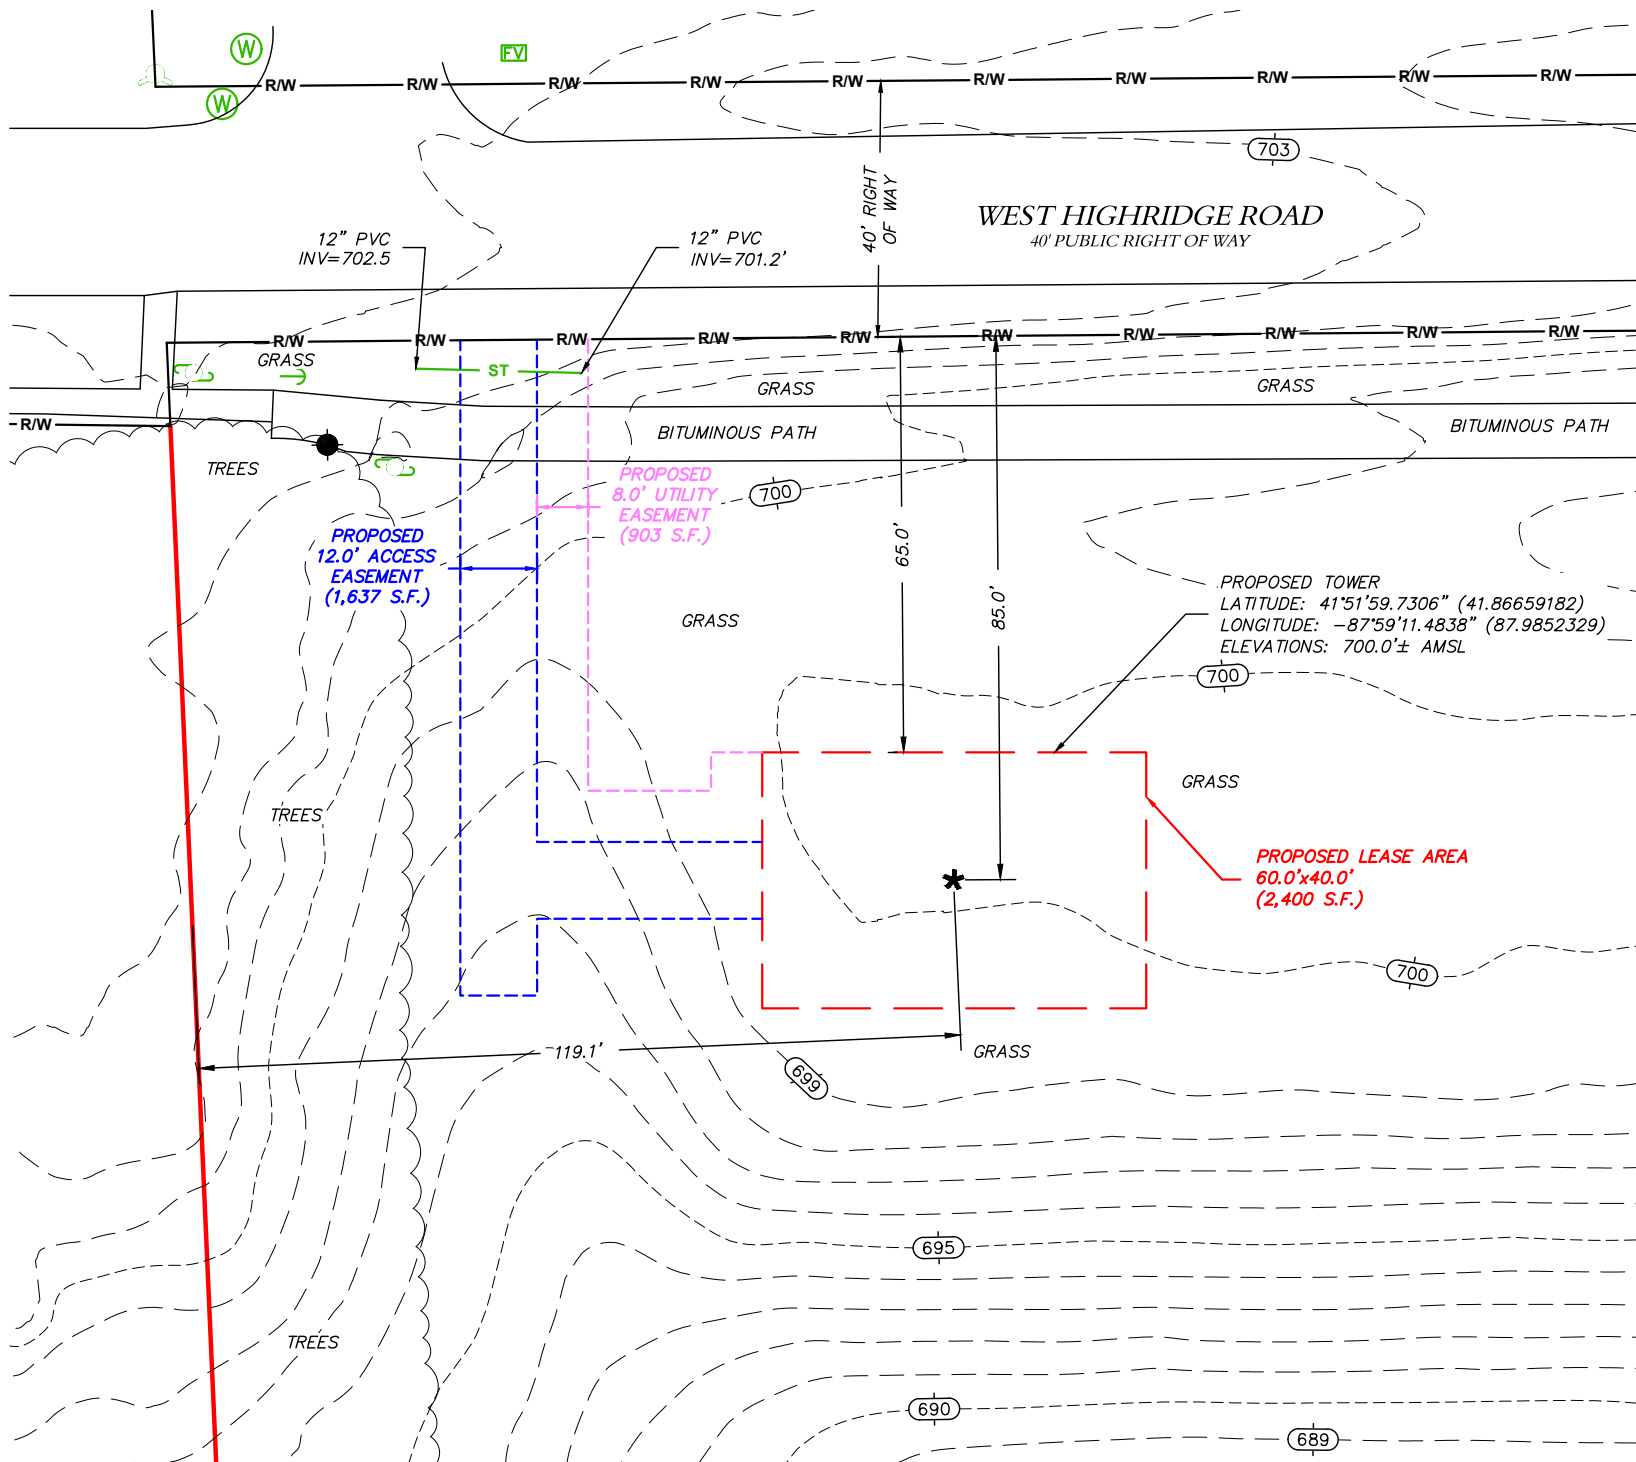 W
W
FV
R/W R/W R/W R/W R/W R/W R/W R/W R/W R/W
703
40' RIGHT
OF WAY
WEST HIGHRIDGE ROAD
40' PUBLIC RIGHT OF WAY
12" PVC
INV=702.5
12" PVC
INV=701.2'
R/W R/W R/W R/W R/W R/W R/W R/W R/W R/W
GRASS
ST
GRASS
GRASS
R/W
BITUMINOUS PATH
BITUMINOUS PATH
TREES
PROPOSED
8.0' UTILITY
EASEMENT
(903 S.F.)
700
PROPOSED
12.0' ACCESS
EASEMENT
(1,637 S.F.)
65.0'
85.0'
GRASS
PROPOSED TOWER
LATITUDE: 41°51'59.7306" (41.86659182)
LONGITUDE: -87°59'11.4838" (87.9852329)
ELEVATIONS: 700.0'± AMSL
700
GRASS
TREES
PROPOSED LEASE AREA
60.0'x40.0'
(2,400 S.F.)
700
119.1'
GRASS
699
695
TREES
690
689